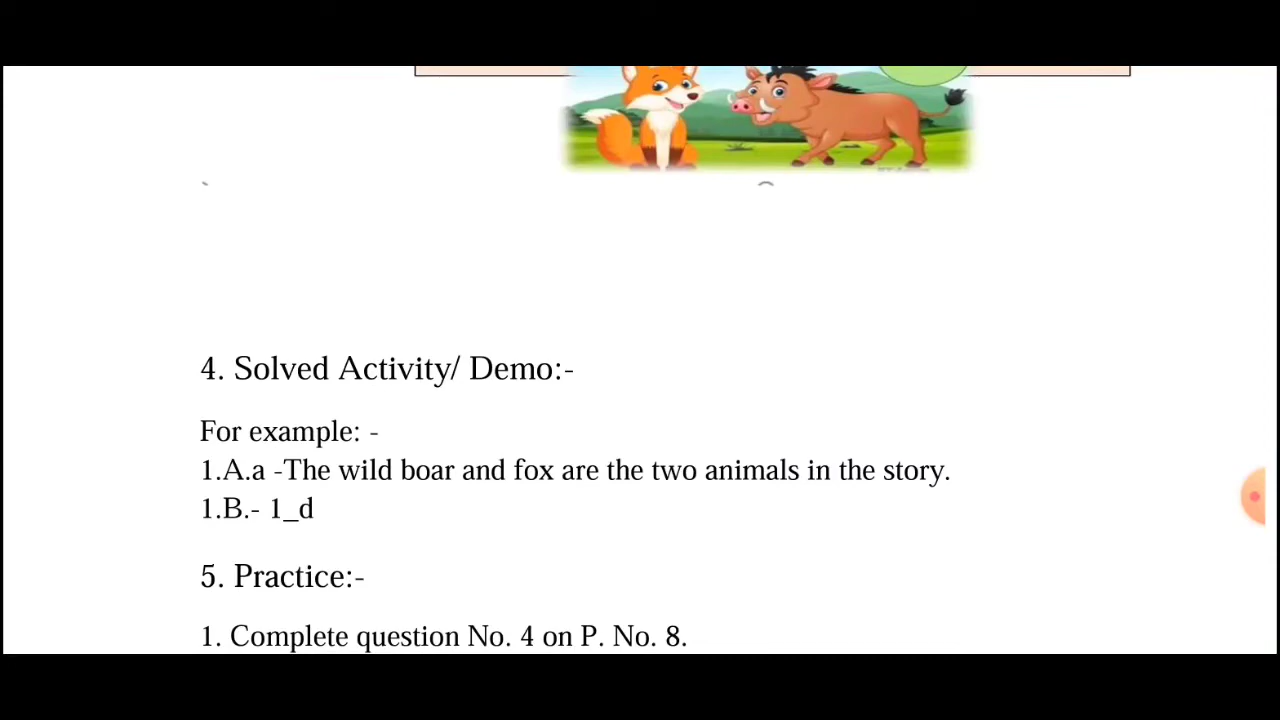 4. Solved Activity/ Demo:-
For example: -
1.A.a -The wild boar and fox are the two animals in the story.
1.B.- 1_d
5. Practice:-
1. Complete question No. 4 on P. No. 8.